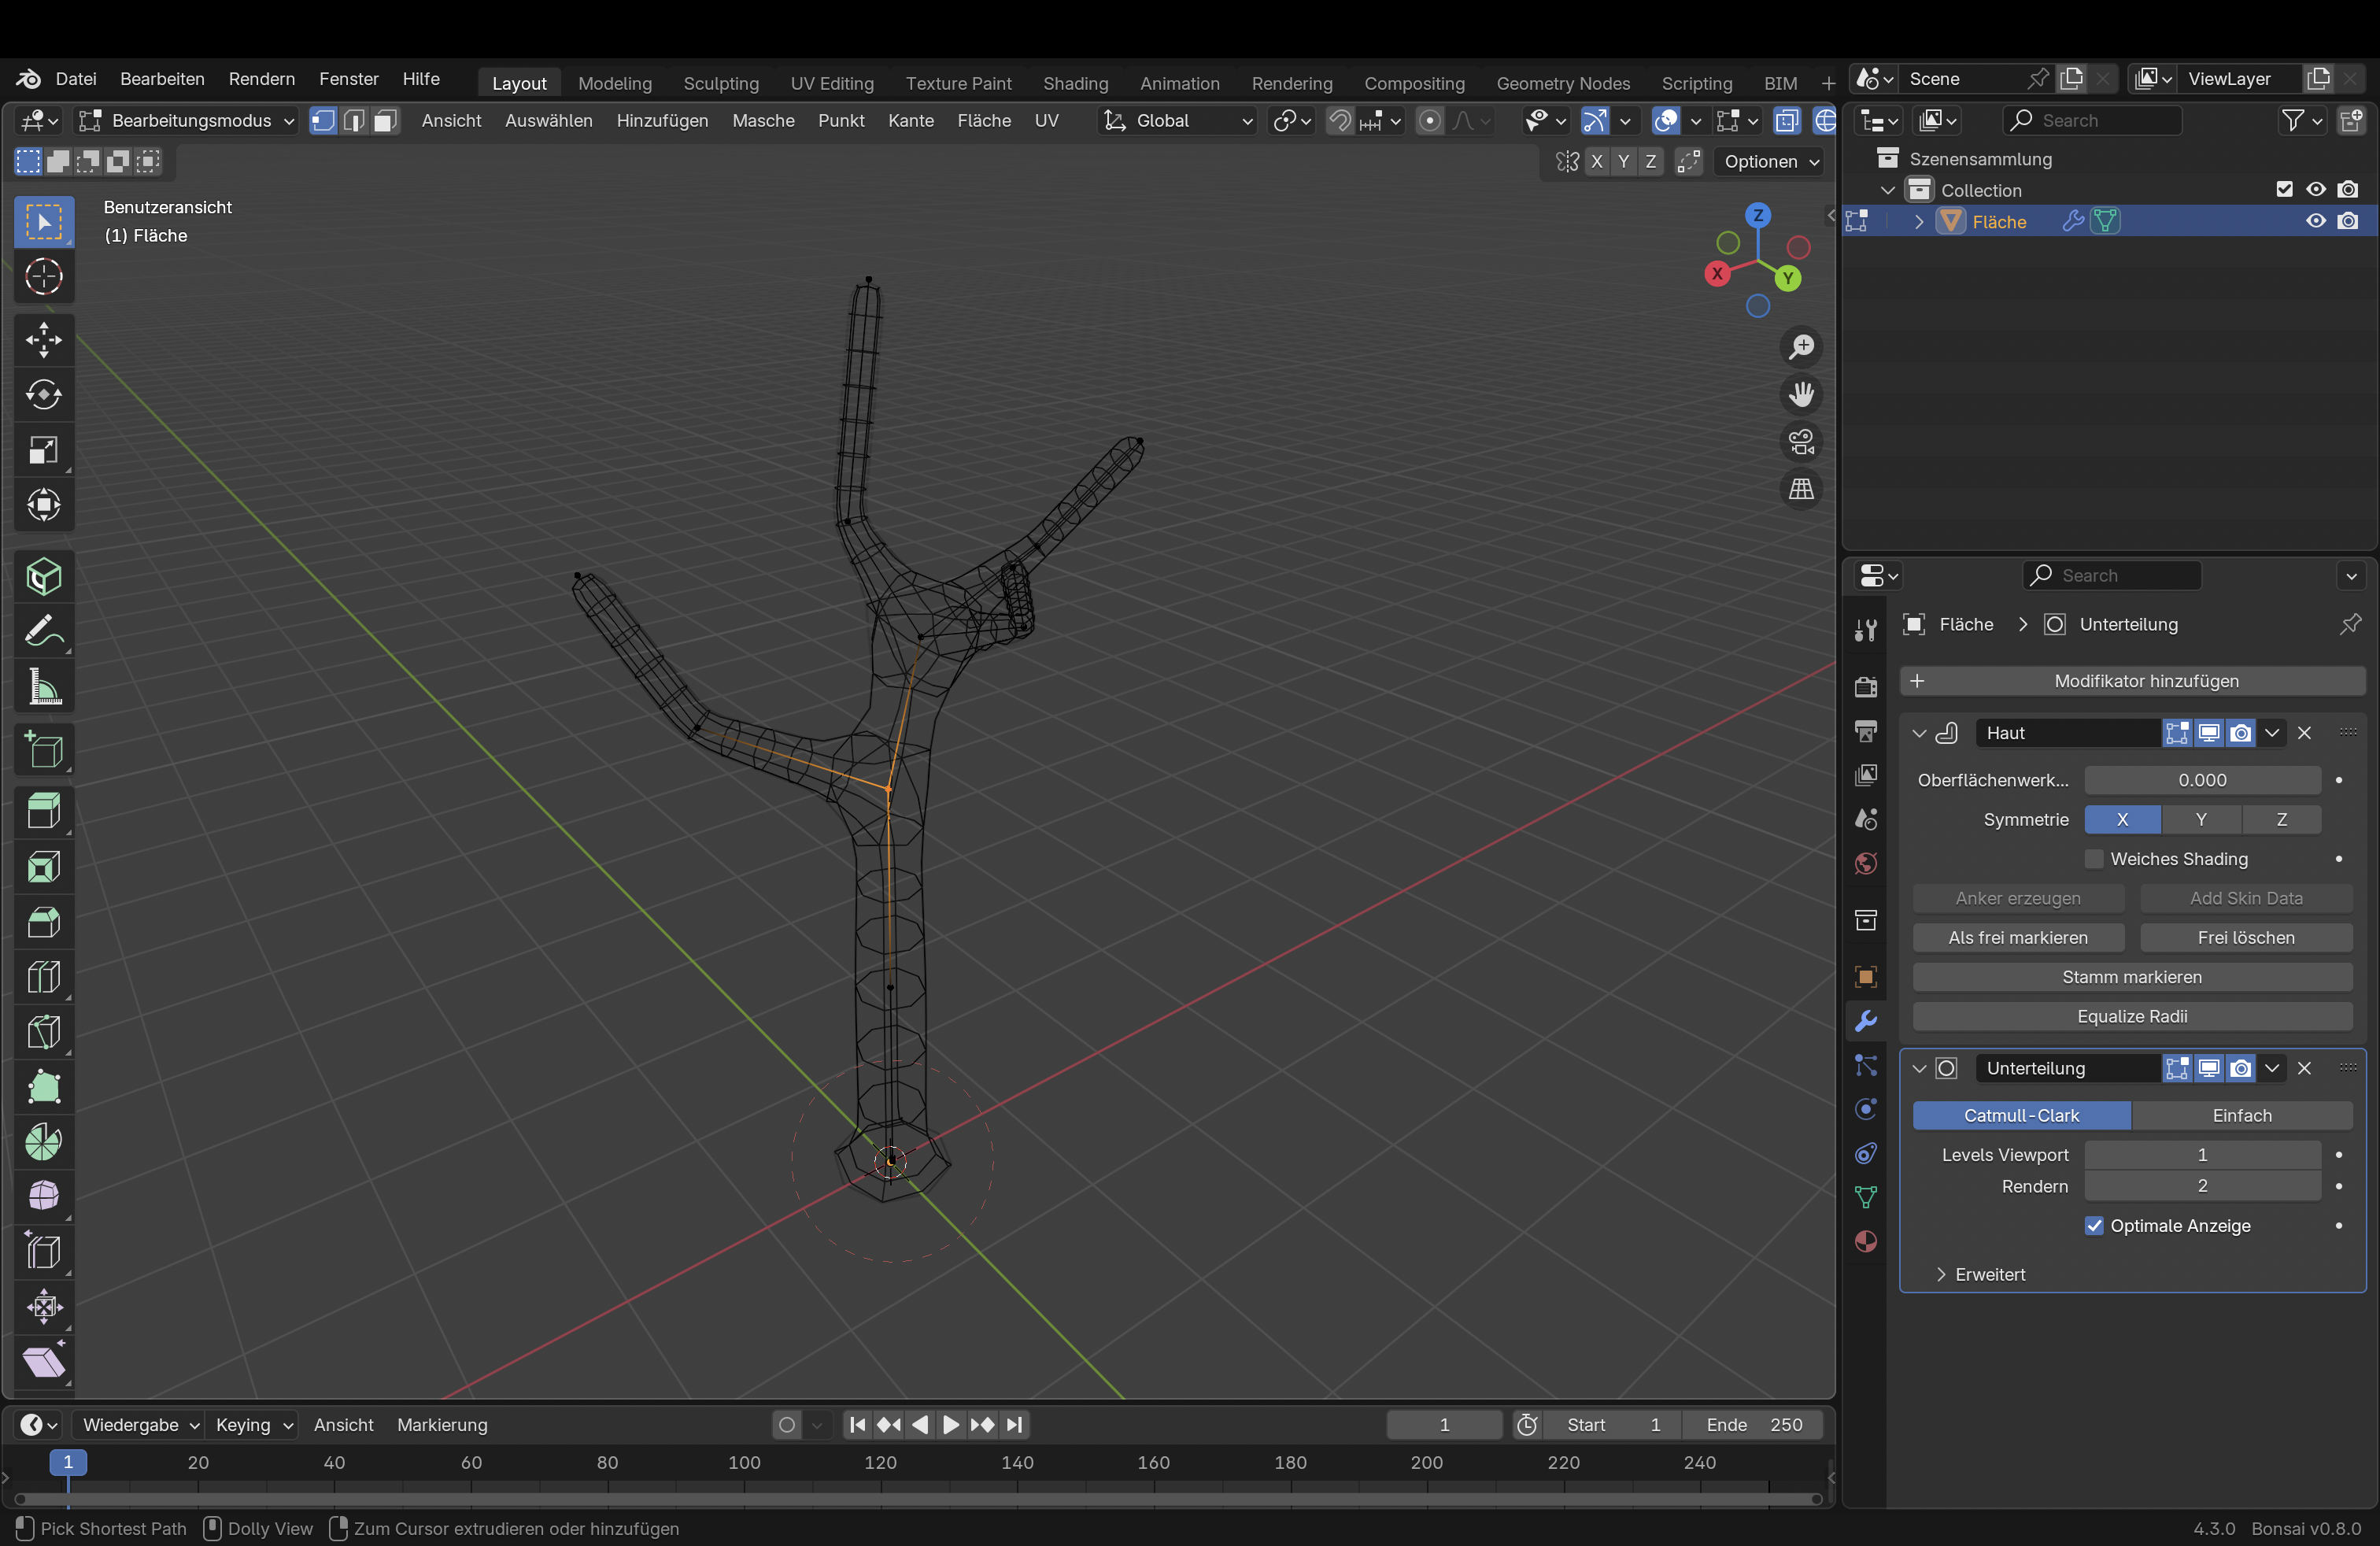 Datei Bearbeiten Rendern Fenster Hilfe Layout Modeling Sculpting UV Editing Texture Paint Shading Animation Rendering Compositing Geometry Nodes Scripting BIM Scene ViewLayer
Bearbeitungsmodus Ansicht Auswählen Hinzufügen Masche Punkt Kante Fläche UV Global
Search
X Y Z Optionen
Benutzeransicht
(1) Fläche
Z
X
Y
Szenensammlung
Collection
Fläche
Search
Fläche Unterteilung
Modifikator hinzufügen
Haut
Oberflächenwerk... 0.000
Symmetrie X Y Z
Weiches Shading
Anker erzeugen Add Skin Data
Als frei markieren Frei löschen
Stamm markieren
Equalize Radii
Unterteilung
Catmull-Clark Einfach
Levels Viewport 1
Rendern 2
Optimale Anzeige
Erweitert
Wiedergabe Keying Ansicht Markierung 1 Start 1 Ende 250
1 20 40 60 80 100 120 140 160 180 200 220 240
Pick Shortest Path Dolly View Zum Cursor extrudieren oder hinzufügen 4.3.0 Bonsai v0.8.0